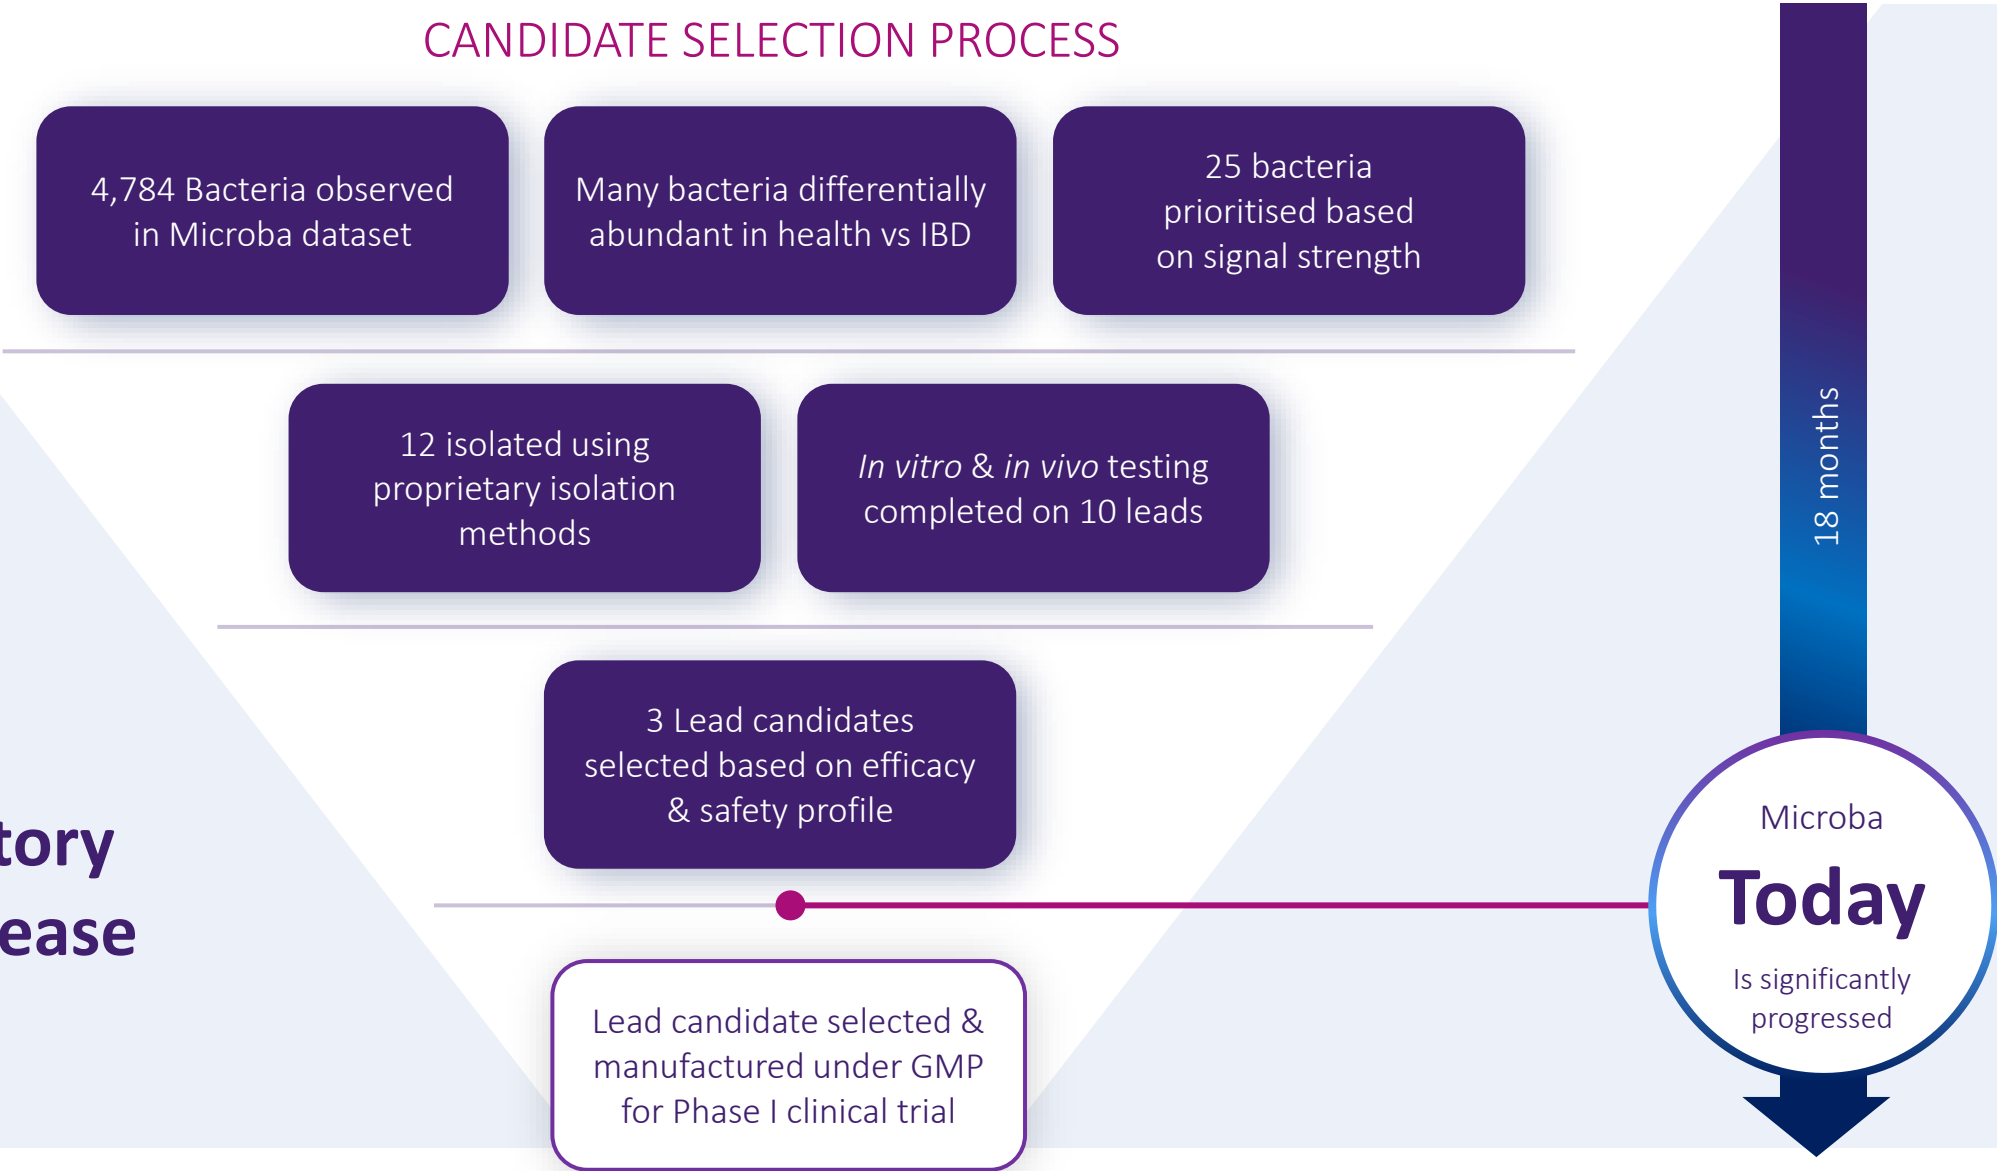 CANDIDATE SELECTION PROCESS
4,784 Bacteria observed
in Microba dataset
Many bacteria differentially
abundant in health vs IBD
25 bacteria
prioritised based
on signal strength
12 isolated using
proprietary isolation
methods
In vitro & in vivo testing
completed on 10 leads
18 months
3 Lead candidates
selected based on efficacy
& safety profile
tory
ease
Microba
Today
Is significantly
progressed
Lead candidate selected &
manufactured under GMP
for Phase I clinical trial